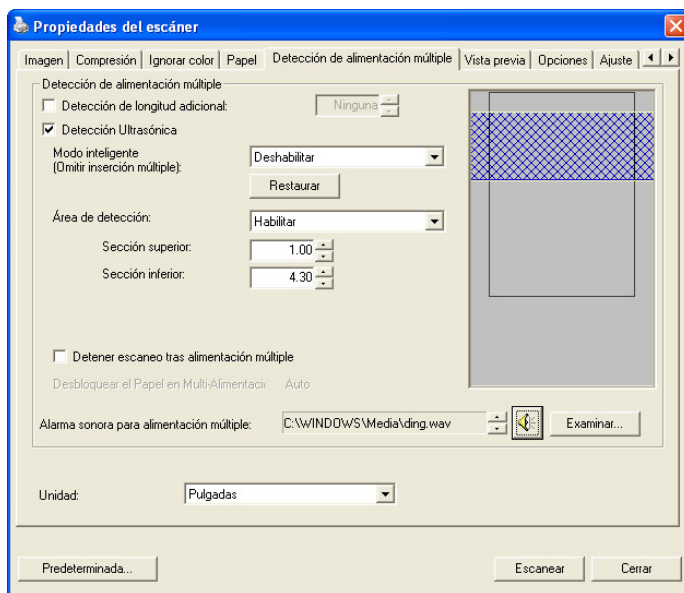 Propiedades del escáner
Imagen Compresión Ignorar color Papel Detección de alimentación múltiple Vista previa Opciones Ajuste
Detección de alimentación múltiple
Detección de longitud adicional: Ninguna
Detección Ultrasónica
Modo inteligente
(Omitir inserción múltiple): Deshabilitar
Restaurar
Área de detección: Habilitar
Sección superior: 1.00
Sección inferior: 4.30
Detener escaneo tras alimentación múltiple
Desbloquear el Papel en Multi-Alimentació Auto
Alarma sonora para alimentación múltiple: C:\WINDOWS\Media\ding.wav Examinar...
Unidad: Pulgadas
Predeterminada... Escanear Cerrar